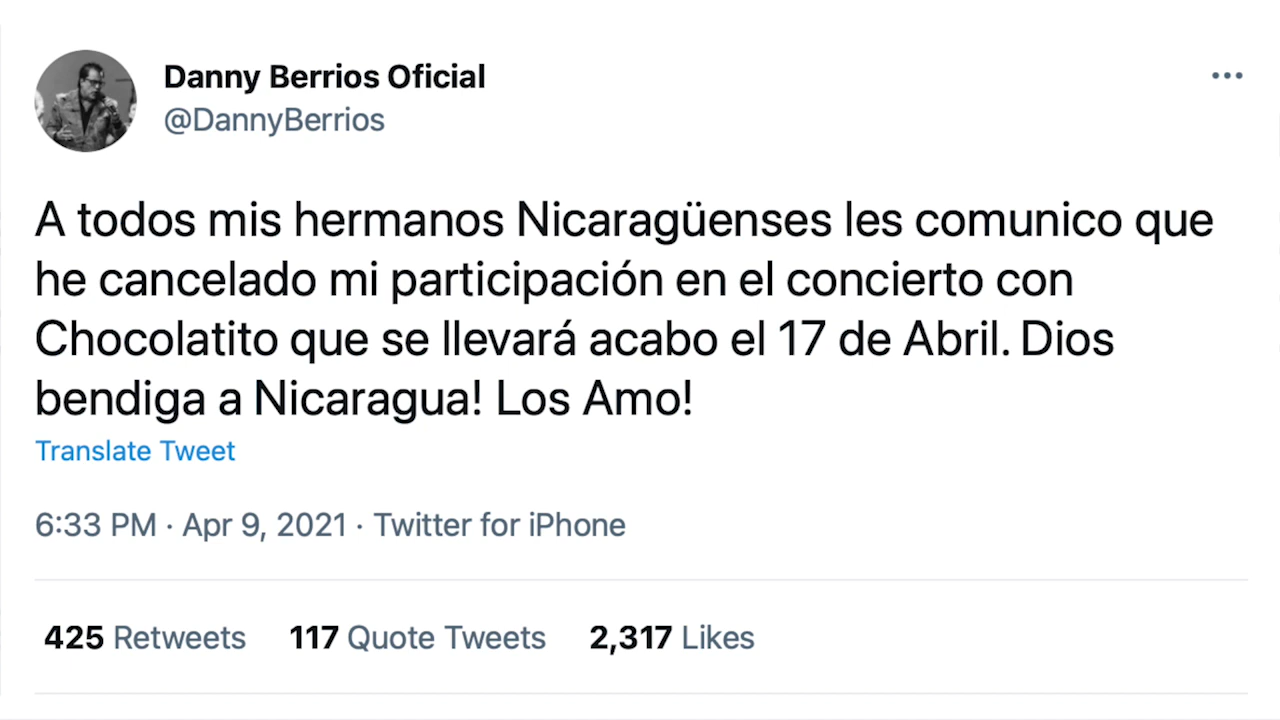 Danny Berrios Oficial
@DannyBerrios
A todos mis hermanos Nicaragüenses les comunico que
he cancelado mi participación en el concierto con
Chocolatito que se llevará acabo el 17 de Abril. Dios
bendiga a Nicaragua! Los Amo!
Translate Tweet
6:33 PM · Apr 9, 2021 · Twitter for iPhone
425 Retweets 117 Quote Tweets 2,317 Likes